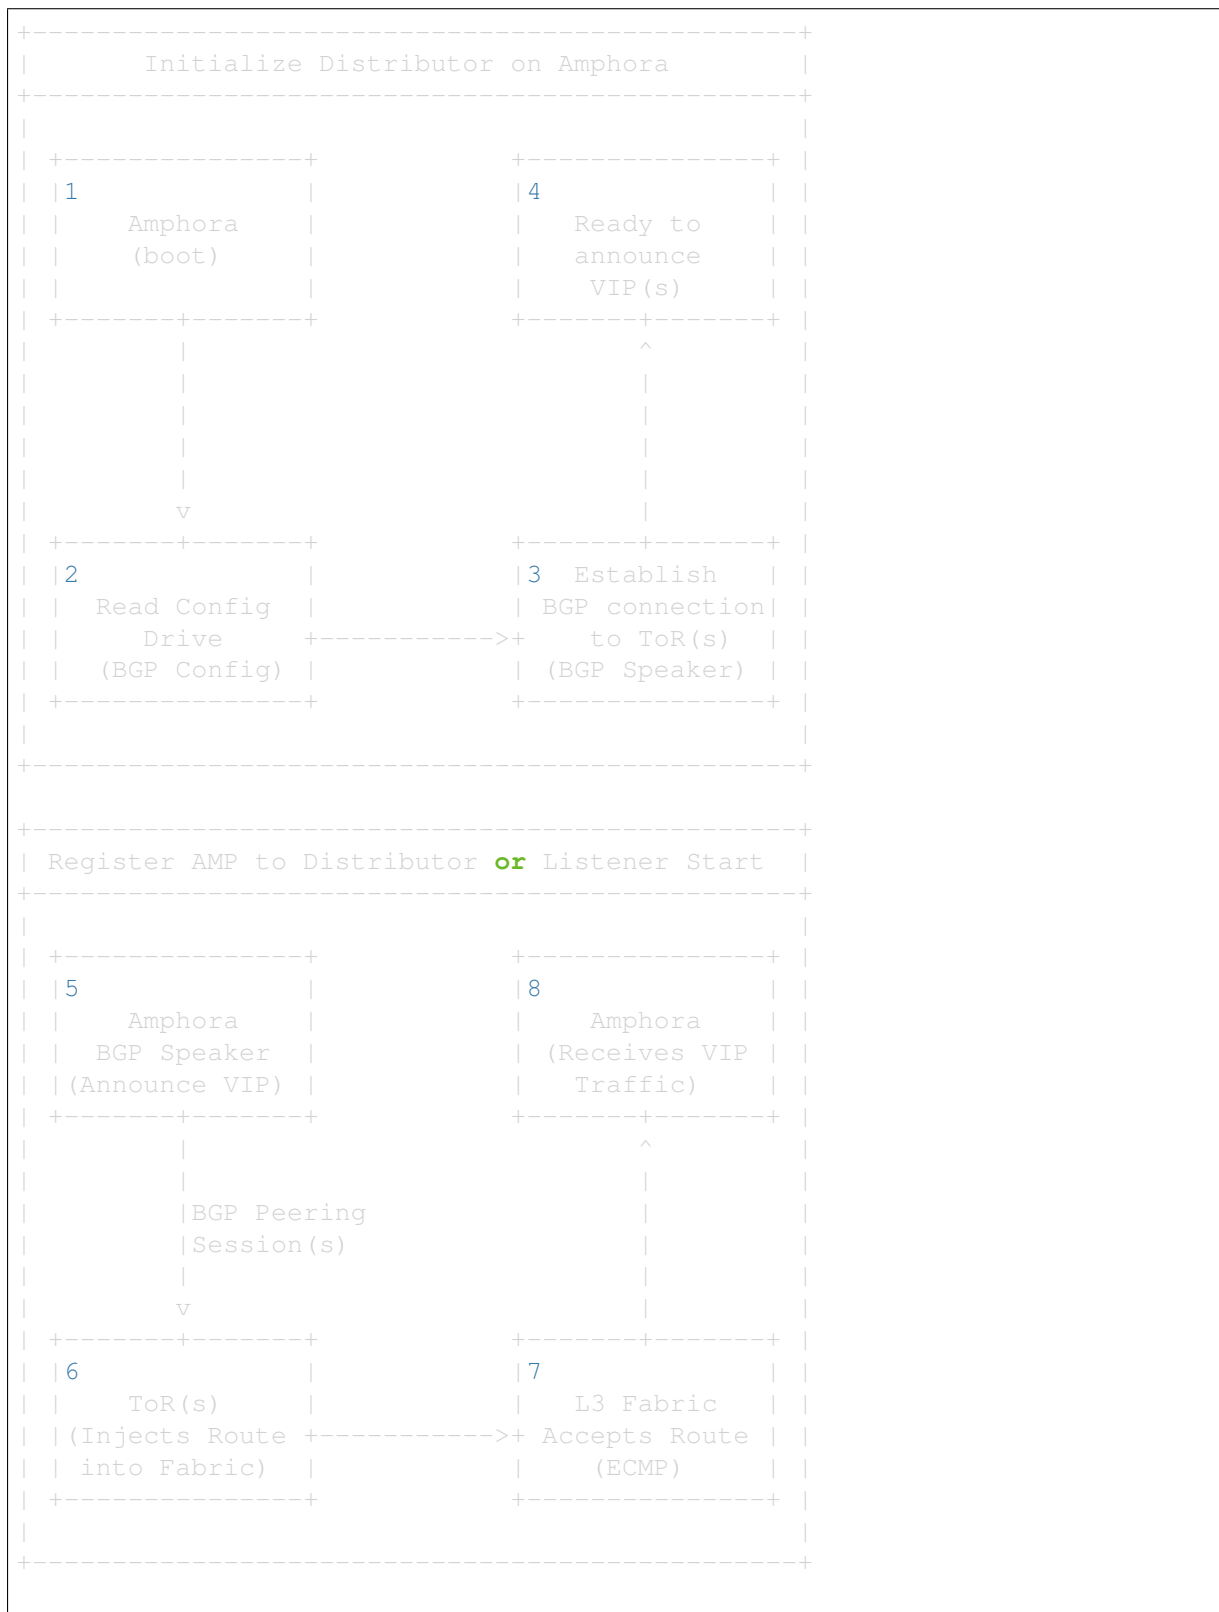 Initialize Distributor on Amphora
1 4
Amphora Ready to
(boot) announce
VIP(s)
2 3 Establish
Read Config BGP connection
Drive to ToR(s)
(BGP Config) (BGP Speaker)
Register AMP to Distributor or Listener Start
5 8
Amphora Amphora
BGP Speaker (Receives VIP
(Announce VIP) Traffic)
BGP Peering
Session(s)
6 7
ToR(s) L3 Fabric
(Injects Route Accepts Route
into Fabric) (ECMP)